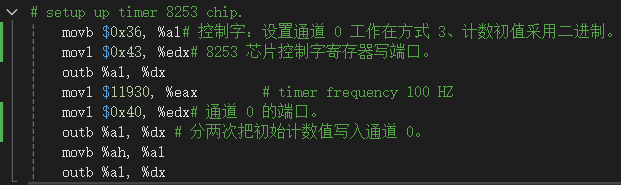 # setup up timer 8253 chip.
movb $0x36, %al# 控制字：设置通道 0 工作在方式 3、计数初值采用二进制。
movl $0x43, %edx# 8253 芯片控制字寄存器写端口。
outb %al, %dx
movl $11930, %eax # timer frequency 100 HZ
movl $0x40, %edx# 通道 0 的端口。
outb %al, %dx # 分两次把初始计数值写入通道 0。
movb %ah, %al
outb %al, %dx